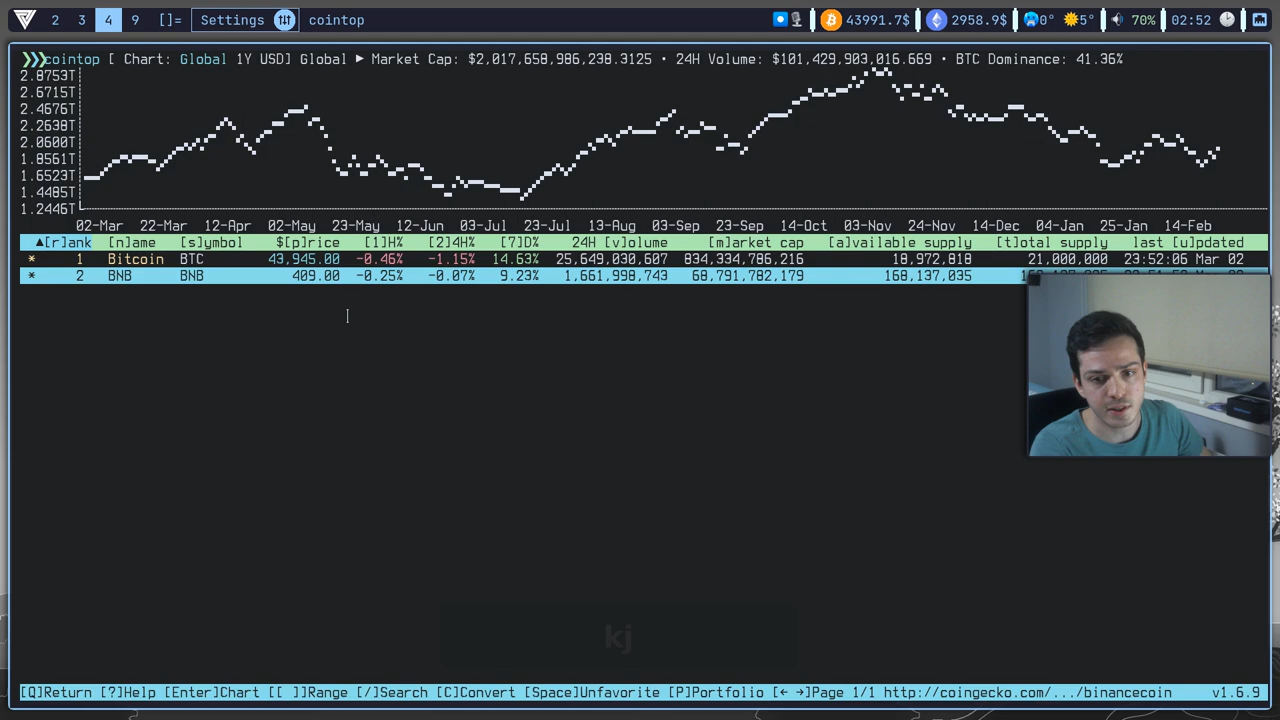 2 3 4 9 []= Settings cointop 43991.7$ 2958.9$ 0° 5° 70% 02:52
cointop [ Chart: Global 1Y USD] Global ▶ Market Cap: $2,017,658,986,238.3125 • 24H Volume: $101,429,903,016.669 • BTC Dominance: 41.36%
2.8753T
2.6715T
2.4676T
2.2638T
2.0600T
1.8561T
1.6523T
1.4485T
1.2446T
02-Mar 22-Mar 12-Apr 02-May 23-May 12-Jun 03-Jul 23-Jul 13-Aug 03-Sep 23-Sep 14-Oct 03-Nov 24-Nov 14-Dec 04-Jan 25-Jan 14-Feb
▲[r]ank [n]ame [s]ymbol $[p]rice [1]H% [2]4H% [7]D% 24H [v]olume [m]arket cap [a]vailable supply [t]otal supply last [u]pdated
* 1 Bitcoin BTC 43,945.00 -0.46% -1.15% 14.63% 25,649,030,607 834,334,786,216 18,972,818 21,000,000 23:52:06 Mar 02
* 2 BNB BNB 409.00 -0.25% -0.07% 9.23% 1,661,998,743 68,791,782,179 168,137,035
kj
[Q]Return [?]Help [Enter]Chart [[ ]]Range [/]Search [C]Convert [Space]Unfavorite [P]Portfolio [← →]Page 1/1 http://coingecko.com/.../binancecoin v1.6.9